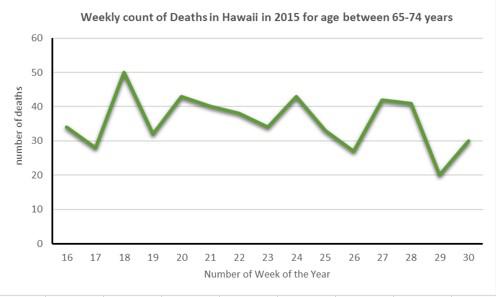 Weekly count of Deaths in Hawaii in 2015 for age between 65-74 years
60
50
40
30
20
10
0
number of deaths
16 17 18 19 20 21 22 23 24 25 26 27 28 29 30
Number of Week of the Year